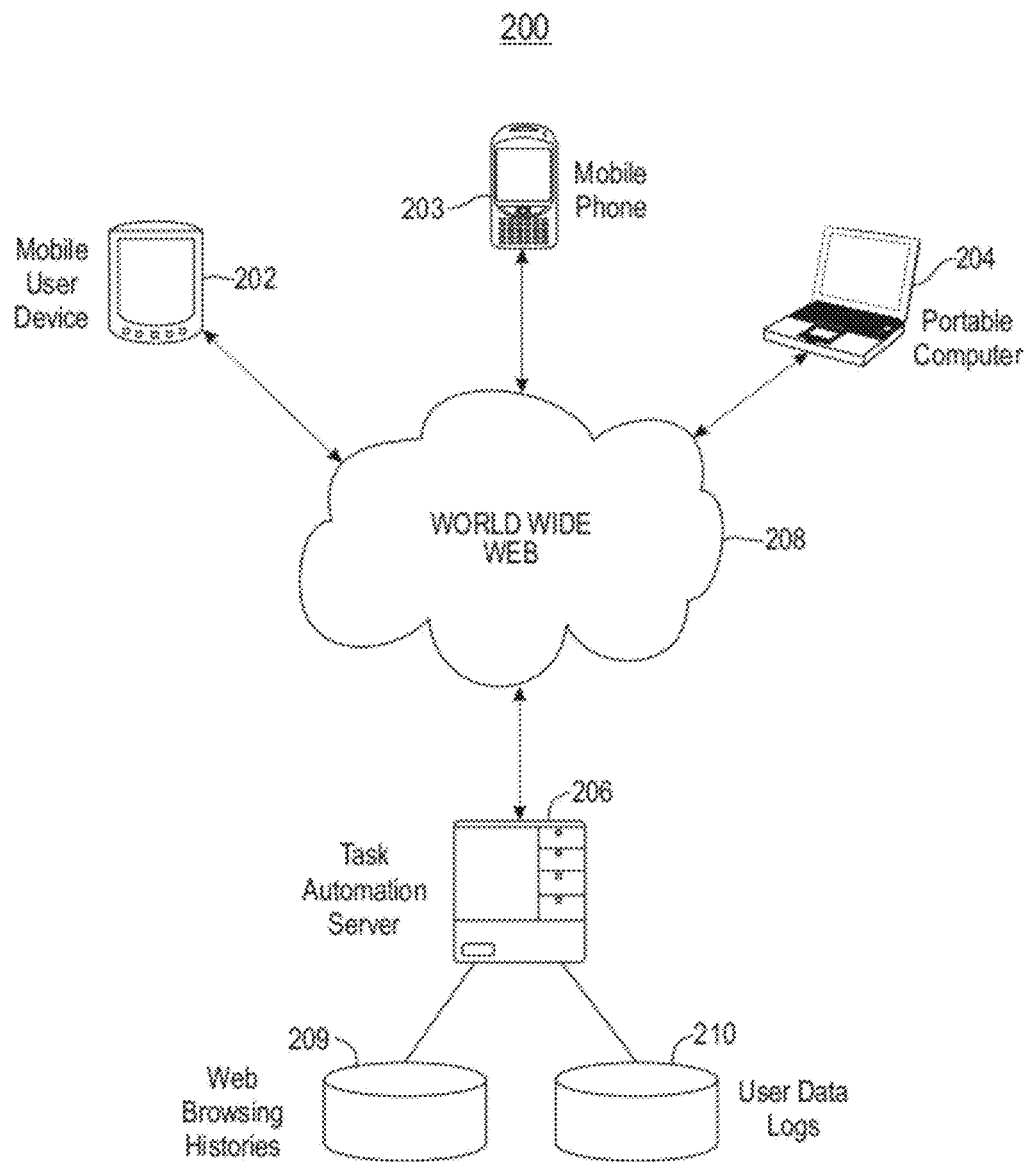 200
203
Mobile
Phone
Mobile
User
Device
202
204
Portable
Computer
WORLD WIDE
WEB
208
206
Task
Automation
Server
209
Web
Browsing
Histories
210
User Data
Logs